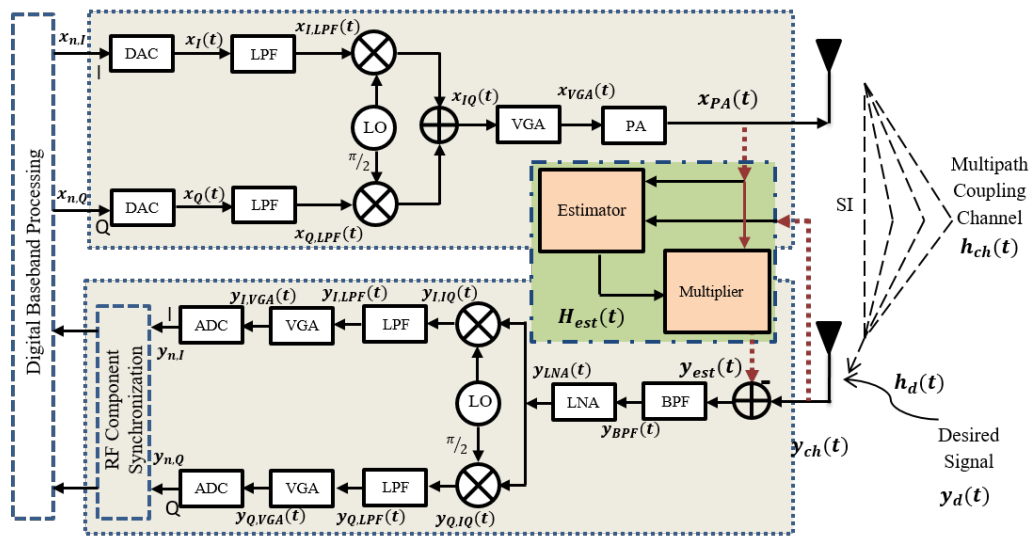 Digital Baseband Processing
x_{n,I}
I
DAC
x_I(t)
LPF
x_{I,LPF}(t)
LO
π/2
x_{n,Q}
Q
DAC
x_Q(t)
LPF
x_{Q,LPF}(t)
x_{IQ}(t)
VGA
x_{VGA}(t)
PA
x_{PA}(t)
SI
Multipath
Coupling
Channel
h_{ch}(t)
Estimator
Multiplier
H_{est}(t)
y_{est}(t)
-
y_{ch}(t)
h_d(t)
Desired
Signal
y_d(t)
BPF
y_{BPF}(t)
LNA
y_{LNA}(t)
LO
π/2
y_{I,IQ}(t)
LPF
y_{I,LPF}(t)
VGA
y_{I,VGA}(t)
ADC
I
y_{n,I}
y_{Q,IQ}(t)
LPF
y_{Q,LPF}(t)
VGA
y_{Q,VGA}(t)
ADC
Q
y_{n,Q}
RF Component
Synchronization